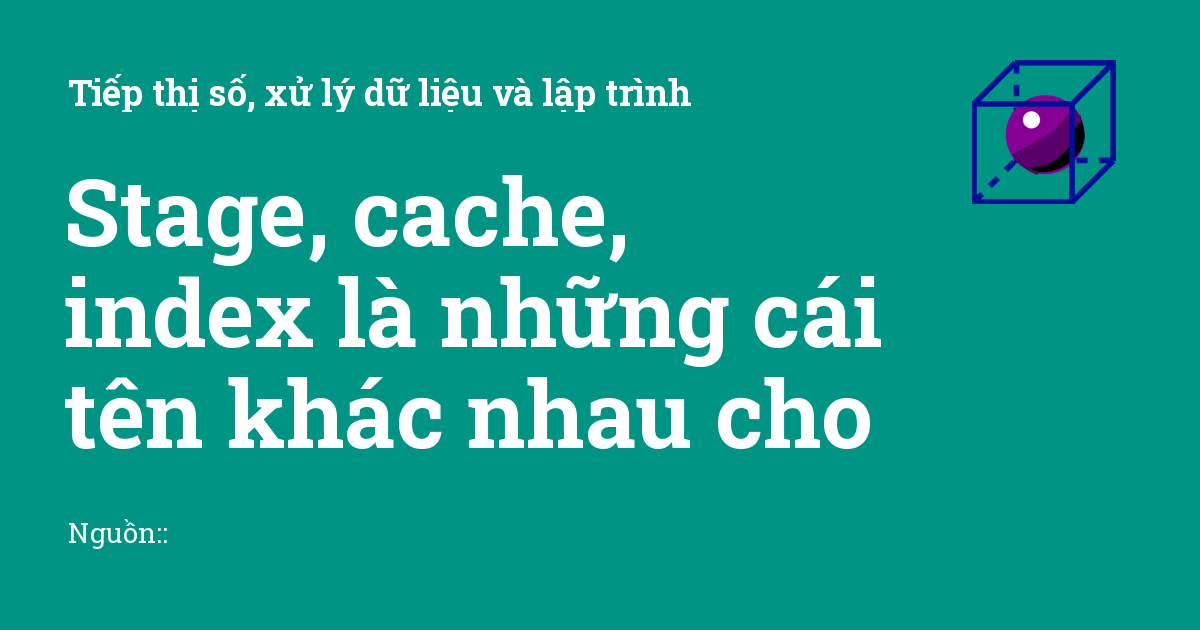 Tiếp thị số, xử lý dữ liệu và lập trình
Stage, cache,
index là những cái
tên khác nhau cho
Nguồn::